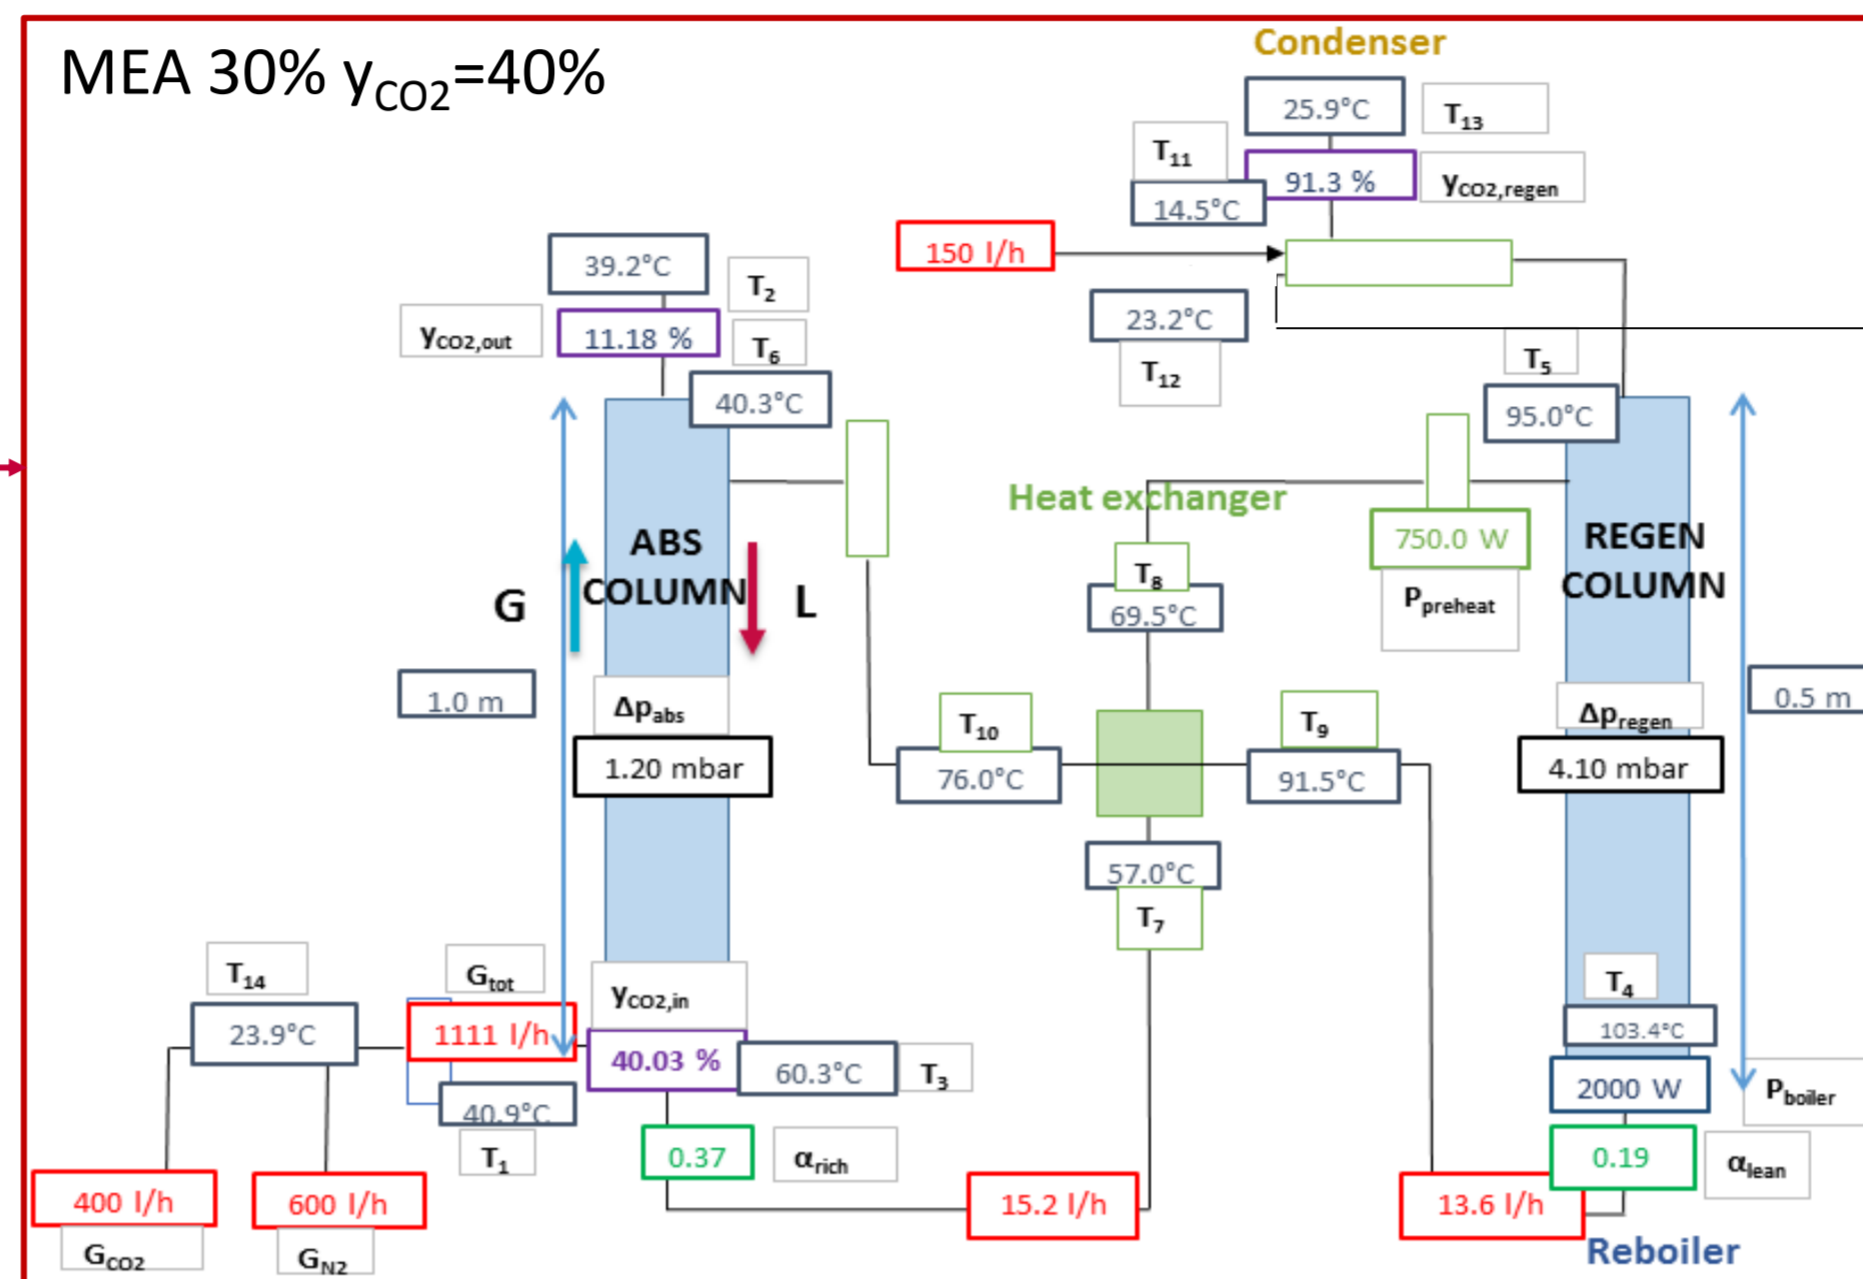 MEA 30% yCO2=40%
Condenser
25.9°C
T13
T11
91.3 %
yCO2,regen
14.5°C
150 l/h
39.2°C
T2
23.2°C
yCO2,out
11.18 %
T6
T12
T5
40.3°C
95.0°C
Heat exchanger
ABS
COLUMN
REGEN
COLUMN
750.0 W
T8
Ppreheat
G
L
69.5°C
1.0 m
Δpabs
T10
T9
Δpregen
0.5 m
1.20 mbar
76.0°C
91.5°C
4.10 mbar
57.0°C
T7
T14
Gtot
yCO2,in
T4
23.9°C
1111 l/h
103.4°C
40.03 %
60.3°C
T3
2000 W
Pboiler
40.9°C
T1
0.37
αrich
0.19
αlean
400 l/h
600 l/h
15.2 l/h
13.6 l/h
GCO2
GN2
Reboiler